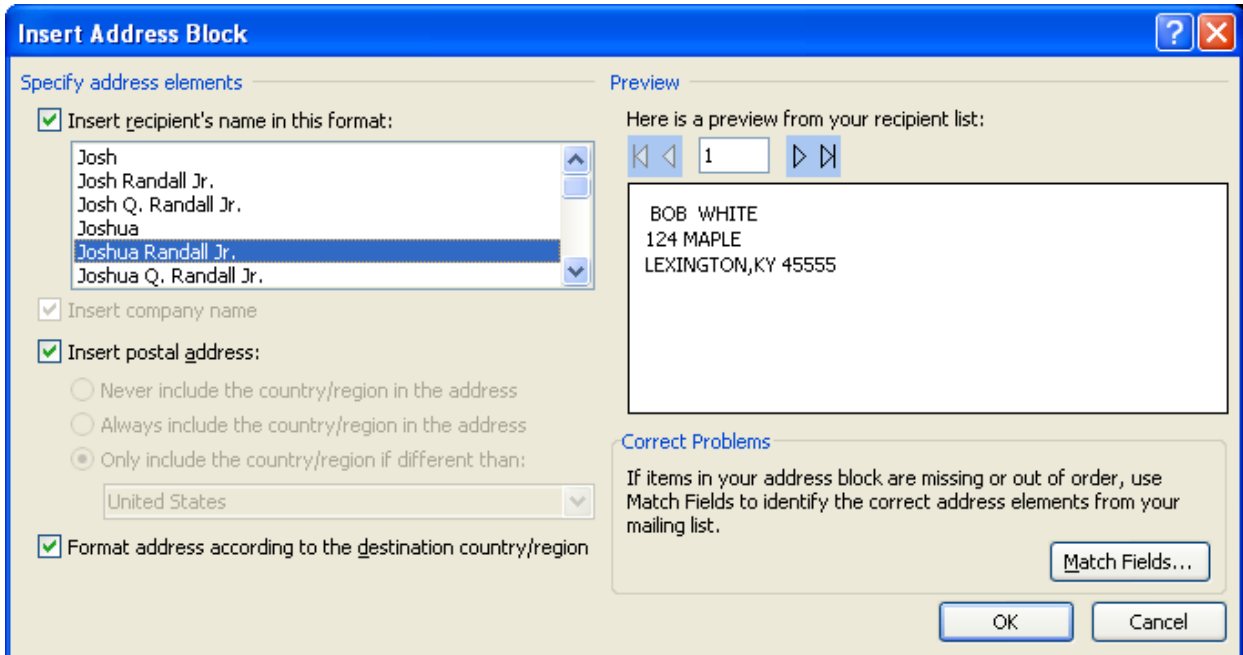 Insert Address Block
Specify address elements
Insert recipient's name in this format:
Josh
Josh Randall Jr.
Josh Q. Randall Jr.
Joshua
Joshua Randall Jr.
Joshua Q. Randall Jr.
Insert company name
Insert postal address:
Never include the country/region in the address
Always include the country/region in the address
Only include the country/region if different than:
United States
Format address according to the destination country/region
Preview
Here is a preview from your recipient list:
1
BOB  WHITE
124 MAPLE
LEXINGTON,KY 45555
Correct Problems
If items in your address block are missing or out of order, use
Match Fields to identify the correct address elements from your
mailing list.
Match Fields...
OK
Cancel